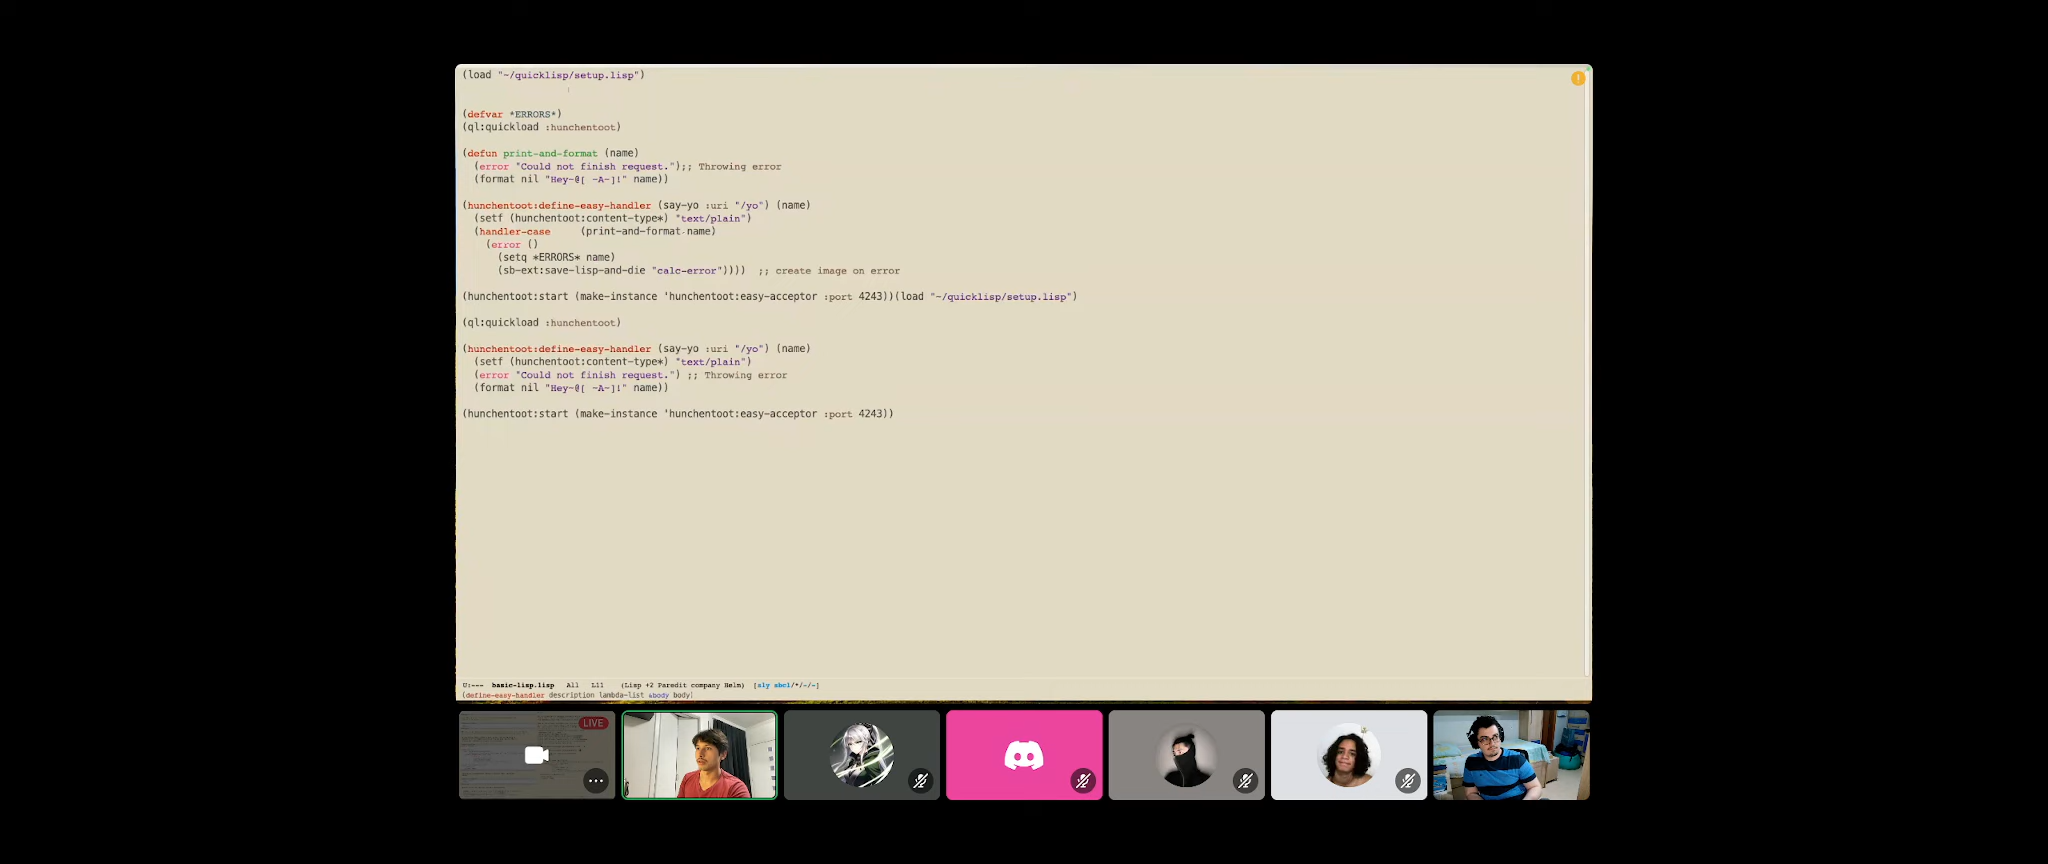 (load "~/quicklisp/setup.lisp")
(defvar *ERRORS*)
(ql:quickload :hunchentoot)
(defun print-and-format (name)
(error "Could not finish request.");; Throwing error
(format nil "Hey~@[ ~A~]!" name))
(hunchentoot:define-easy-handler (say-yo :uri "/yo") (name)
(setf (hunchentoot:content-type*) "text/plain")
(handler-case (print-and-format name)
(error ()
(setq *ERRORS* name)
(sb-ext:save-lisp-and-die "calc-error")))) ;; create image on error
(hunchentoot:start (make-instance 'hunchentoot:easy-acceptor :port 4243))(load "~/quicklisp/setup.lisp")
(ql:quickload :hunchentoot)
(hunchentoot:define-easy-handler (say-yo :uri "/yo") (name)
(setf (hunchentoot:content-type*) "text/plain")
(error "Could not finish request.") ;; Throwing error
(format nil "Hey~@[ ~A~]!" name))
(hunchentoot:start (make-instance 'hunchentoot:easy-acceptor :port 4243))
U:--- basic-lisp.lisp All L11 (Lisp +2 Paredit company Helm) [sly sbcl/*/-/-]
(define-easy-handler description lambda-list &body body)
LIVE